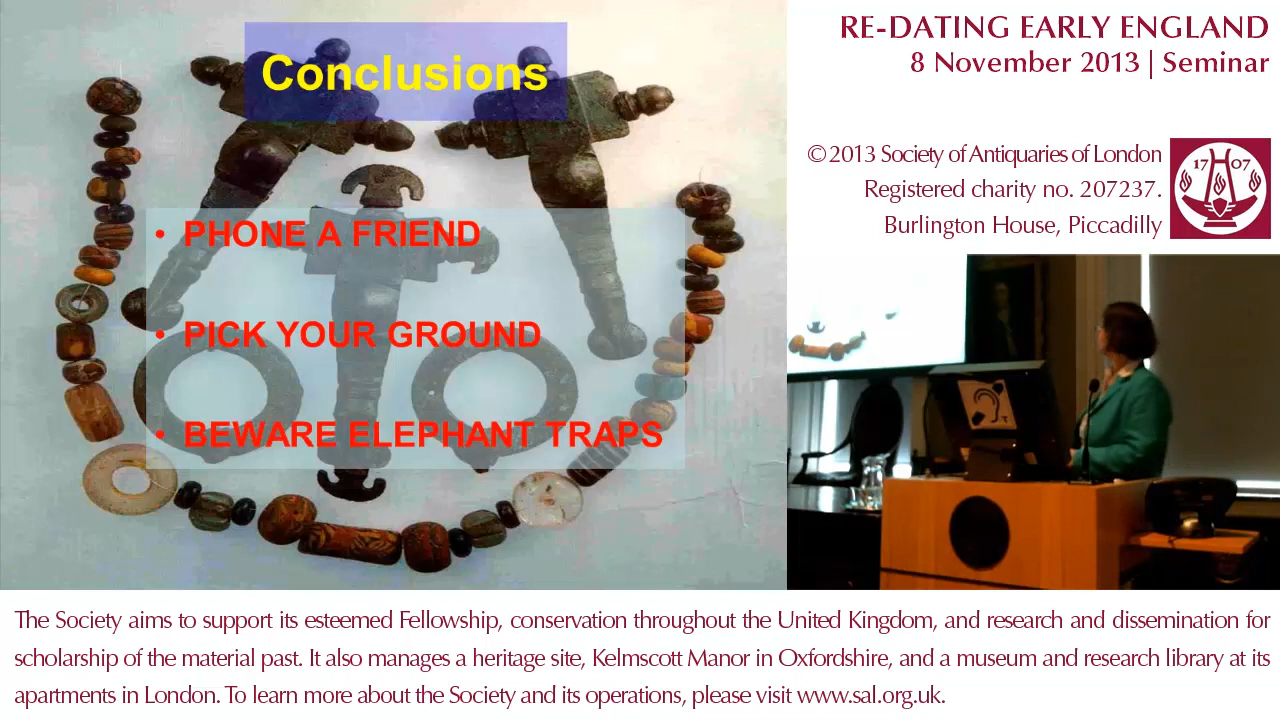 Conclusions
• PHONE A FRIEND
• PICK YOUR GROUND
• BEWARE ELEPHANT TRAPS
RE-DATING EARLY ENGLAND
8 November 2013 | Seminar
© 2013 Society of Antiquaries of London
Registered charity no. 207237.
Burlington House, Piccadilly
17 07
The Society aims to support its esteemed Fellowship, conservation throughout the United Kingdom, and research and dissemination for
scholarship of the material past. It also manages a heritage site, Kelmscott Manor in Oxfordshire, and a museum and research library at its
apartments in London. To learn more about the Society and its operations, please visit www.sal.org.uk.